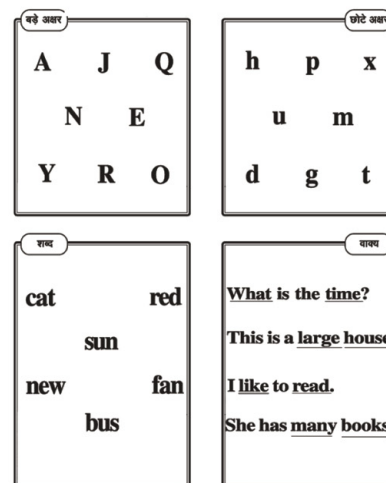 बड़े अक्षर
A J Q
N E
Y R O
छोटे अक्षर
h p x
u m
d g t
शब्द
cat red
sun
new fan
bus
वाक्य
What is the time?
This is a large house
I like to read.
She has many books